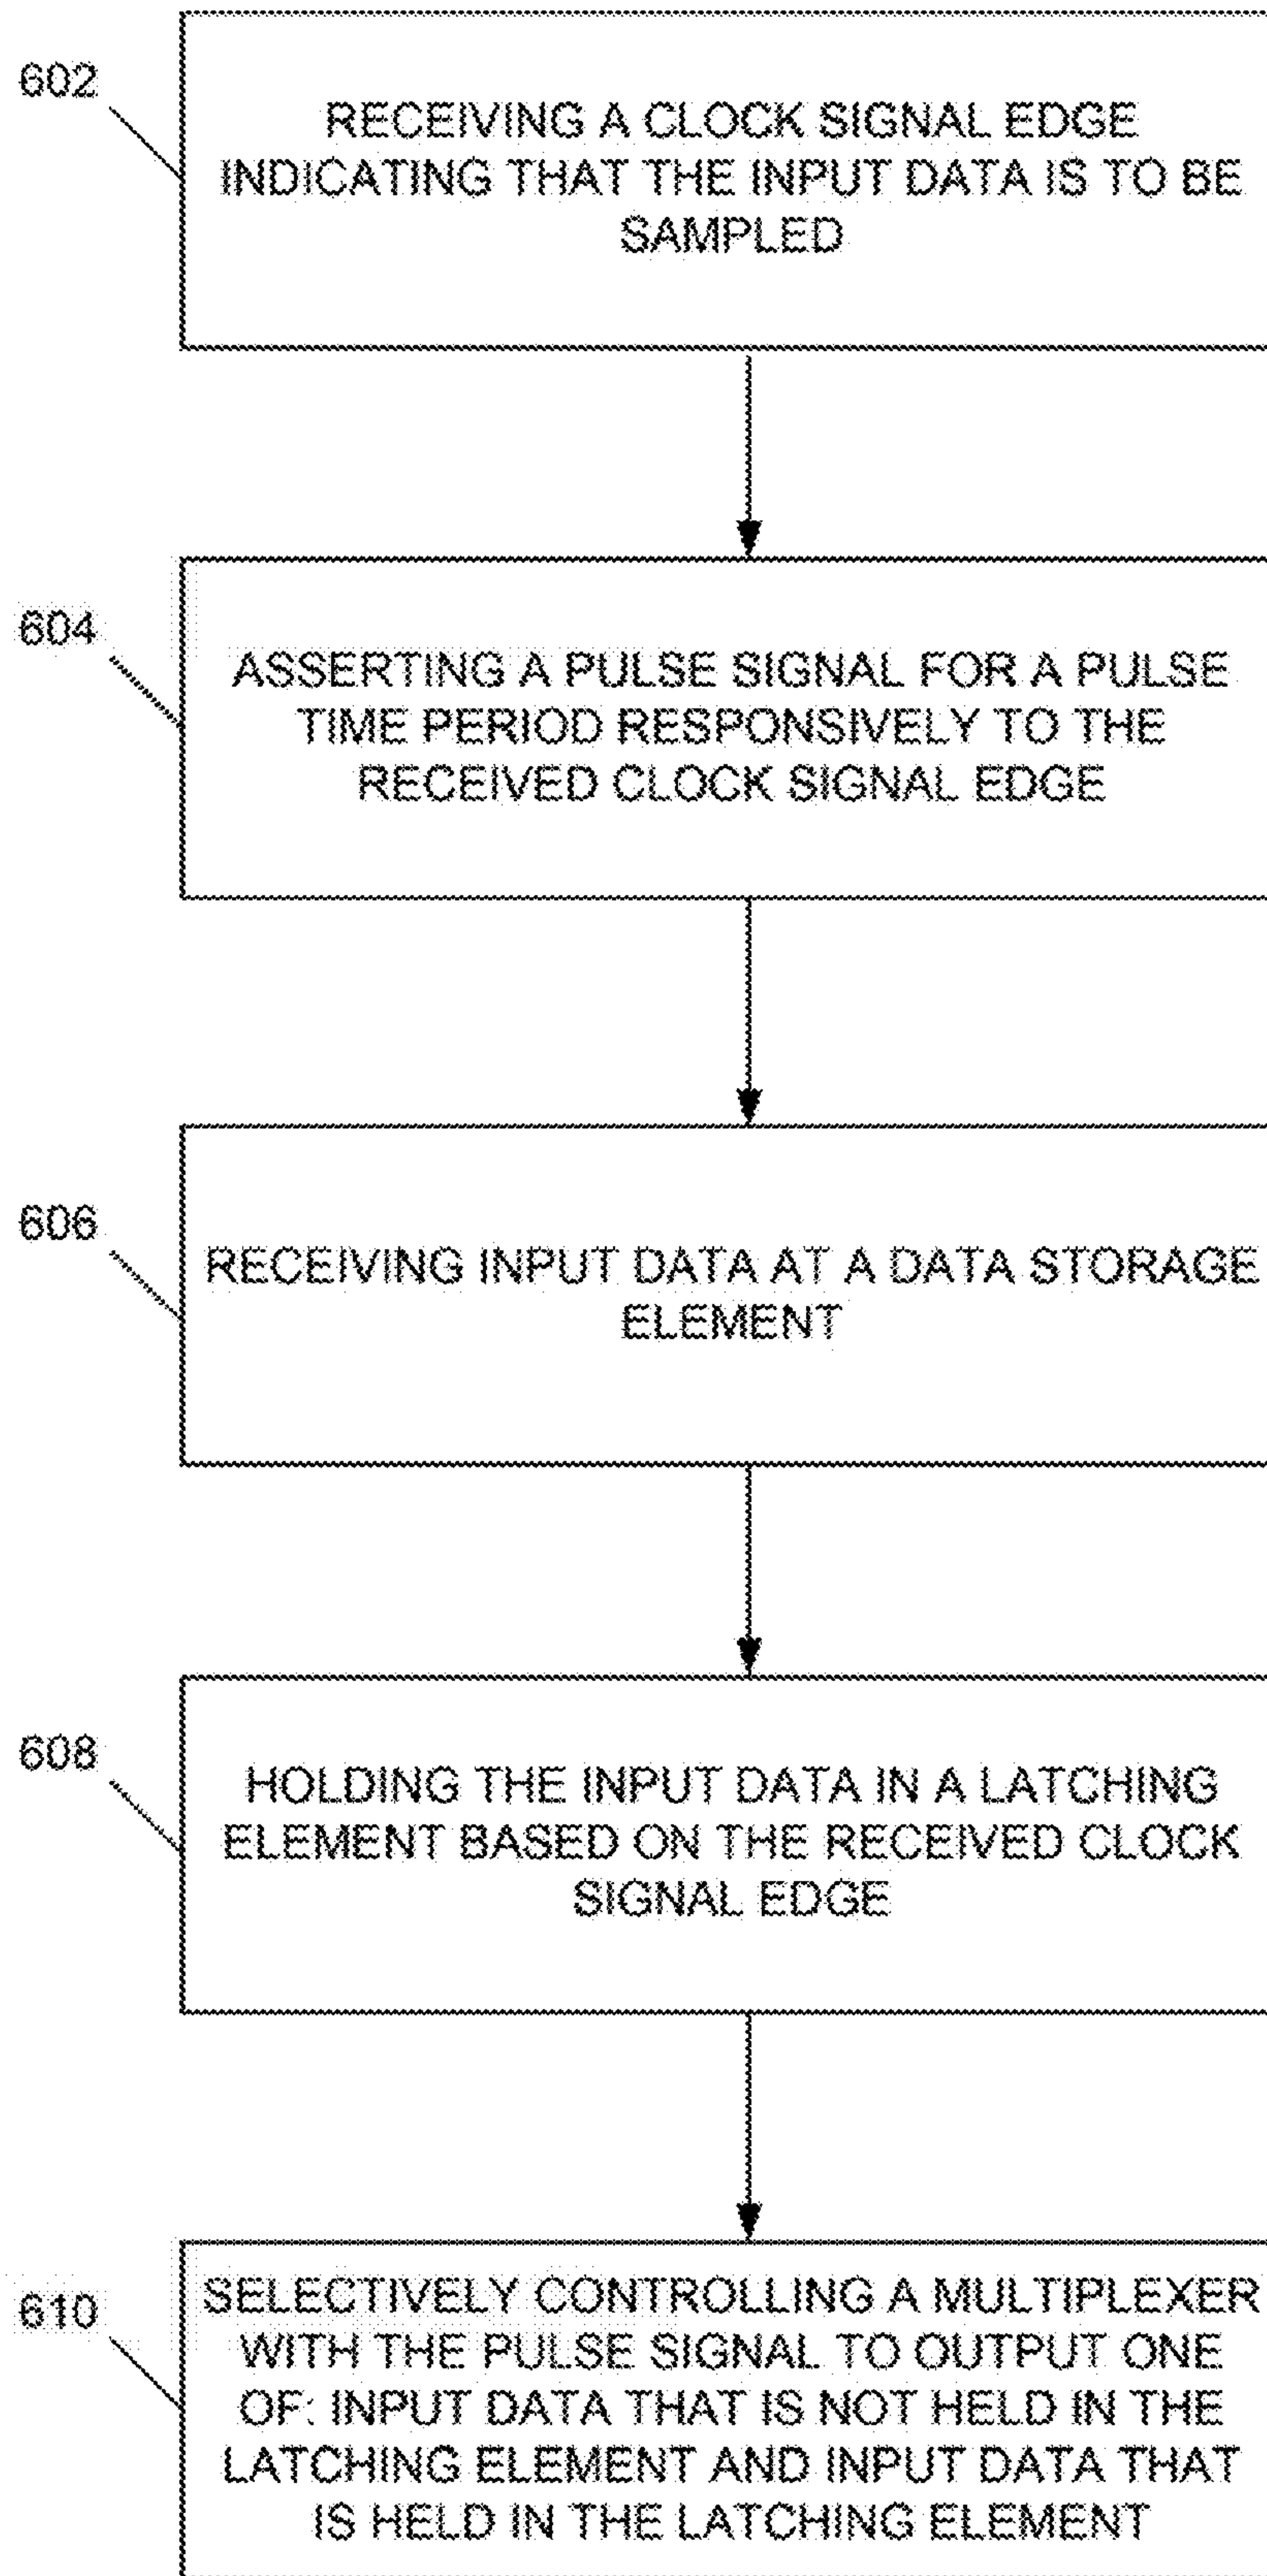 602
RECEIVING A CLOCK SIGNAL EDGE
INDICATING THAT THE INPUT DATA IS TO BE
SAMPLED
604
ASSERTING A PULSE SIGNAL FOR A PULSE
TIME PERIOD RESPONSIVELY TO THE
RECEIVED CLOCK SIGNAL EDGE
606
RECEIVING INPUT DATA AT A DATA STORAGE
ELEMENT
608
HOLDING THE INPUT DATA IN A LATCHING
ELEMENT BASED ON THE RECEIVED CLOCK
SIGNAL EDGE
610
SELECTIVELY CONTROLLING A MULTIPLEXER
WITH THE PULSE SIGNAL TO OUTPUT ONE
OF: INPUT DATA THAT IS NOT HELD IN THE
LATCHING ELEMENT AND INPUT DATA THAT
IS HELD IN THE LATCHING ELEMENT